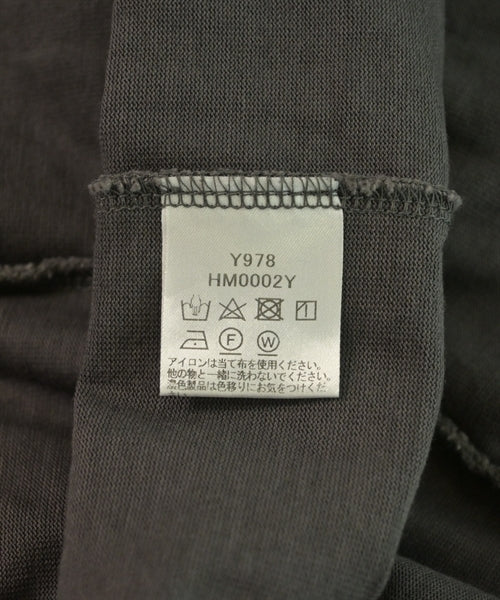 Y978
HM0002Y
F W
アイロンは当て布を使用ください。
他の物と一緒に洗わないでください。
濃色製品は色移りにお気をつけくだ